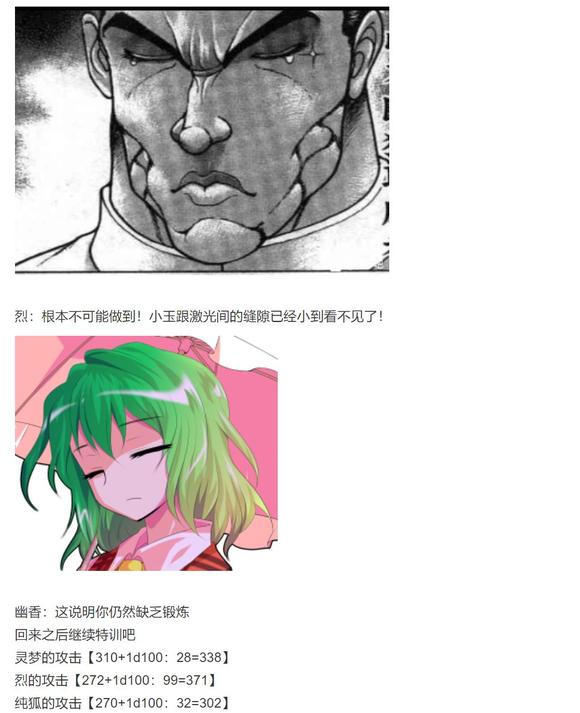 烈：根本不可能做到！小玉跟激光间的缝隙已经小到看不见了！
幽香：这说明你仍然缺乏锻炼
回来之后继续特训吧
灵梦的攻击【310+1d100：28=338】
烈的攻击【272+1d100：99=371】
纯狐的攻击【270+1d100：32=302】